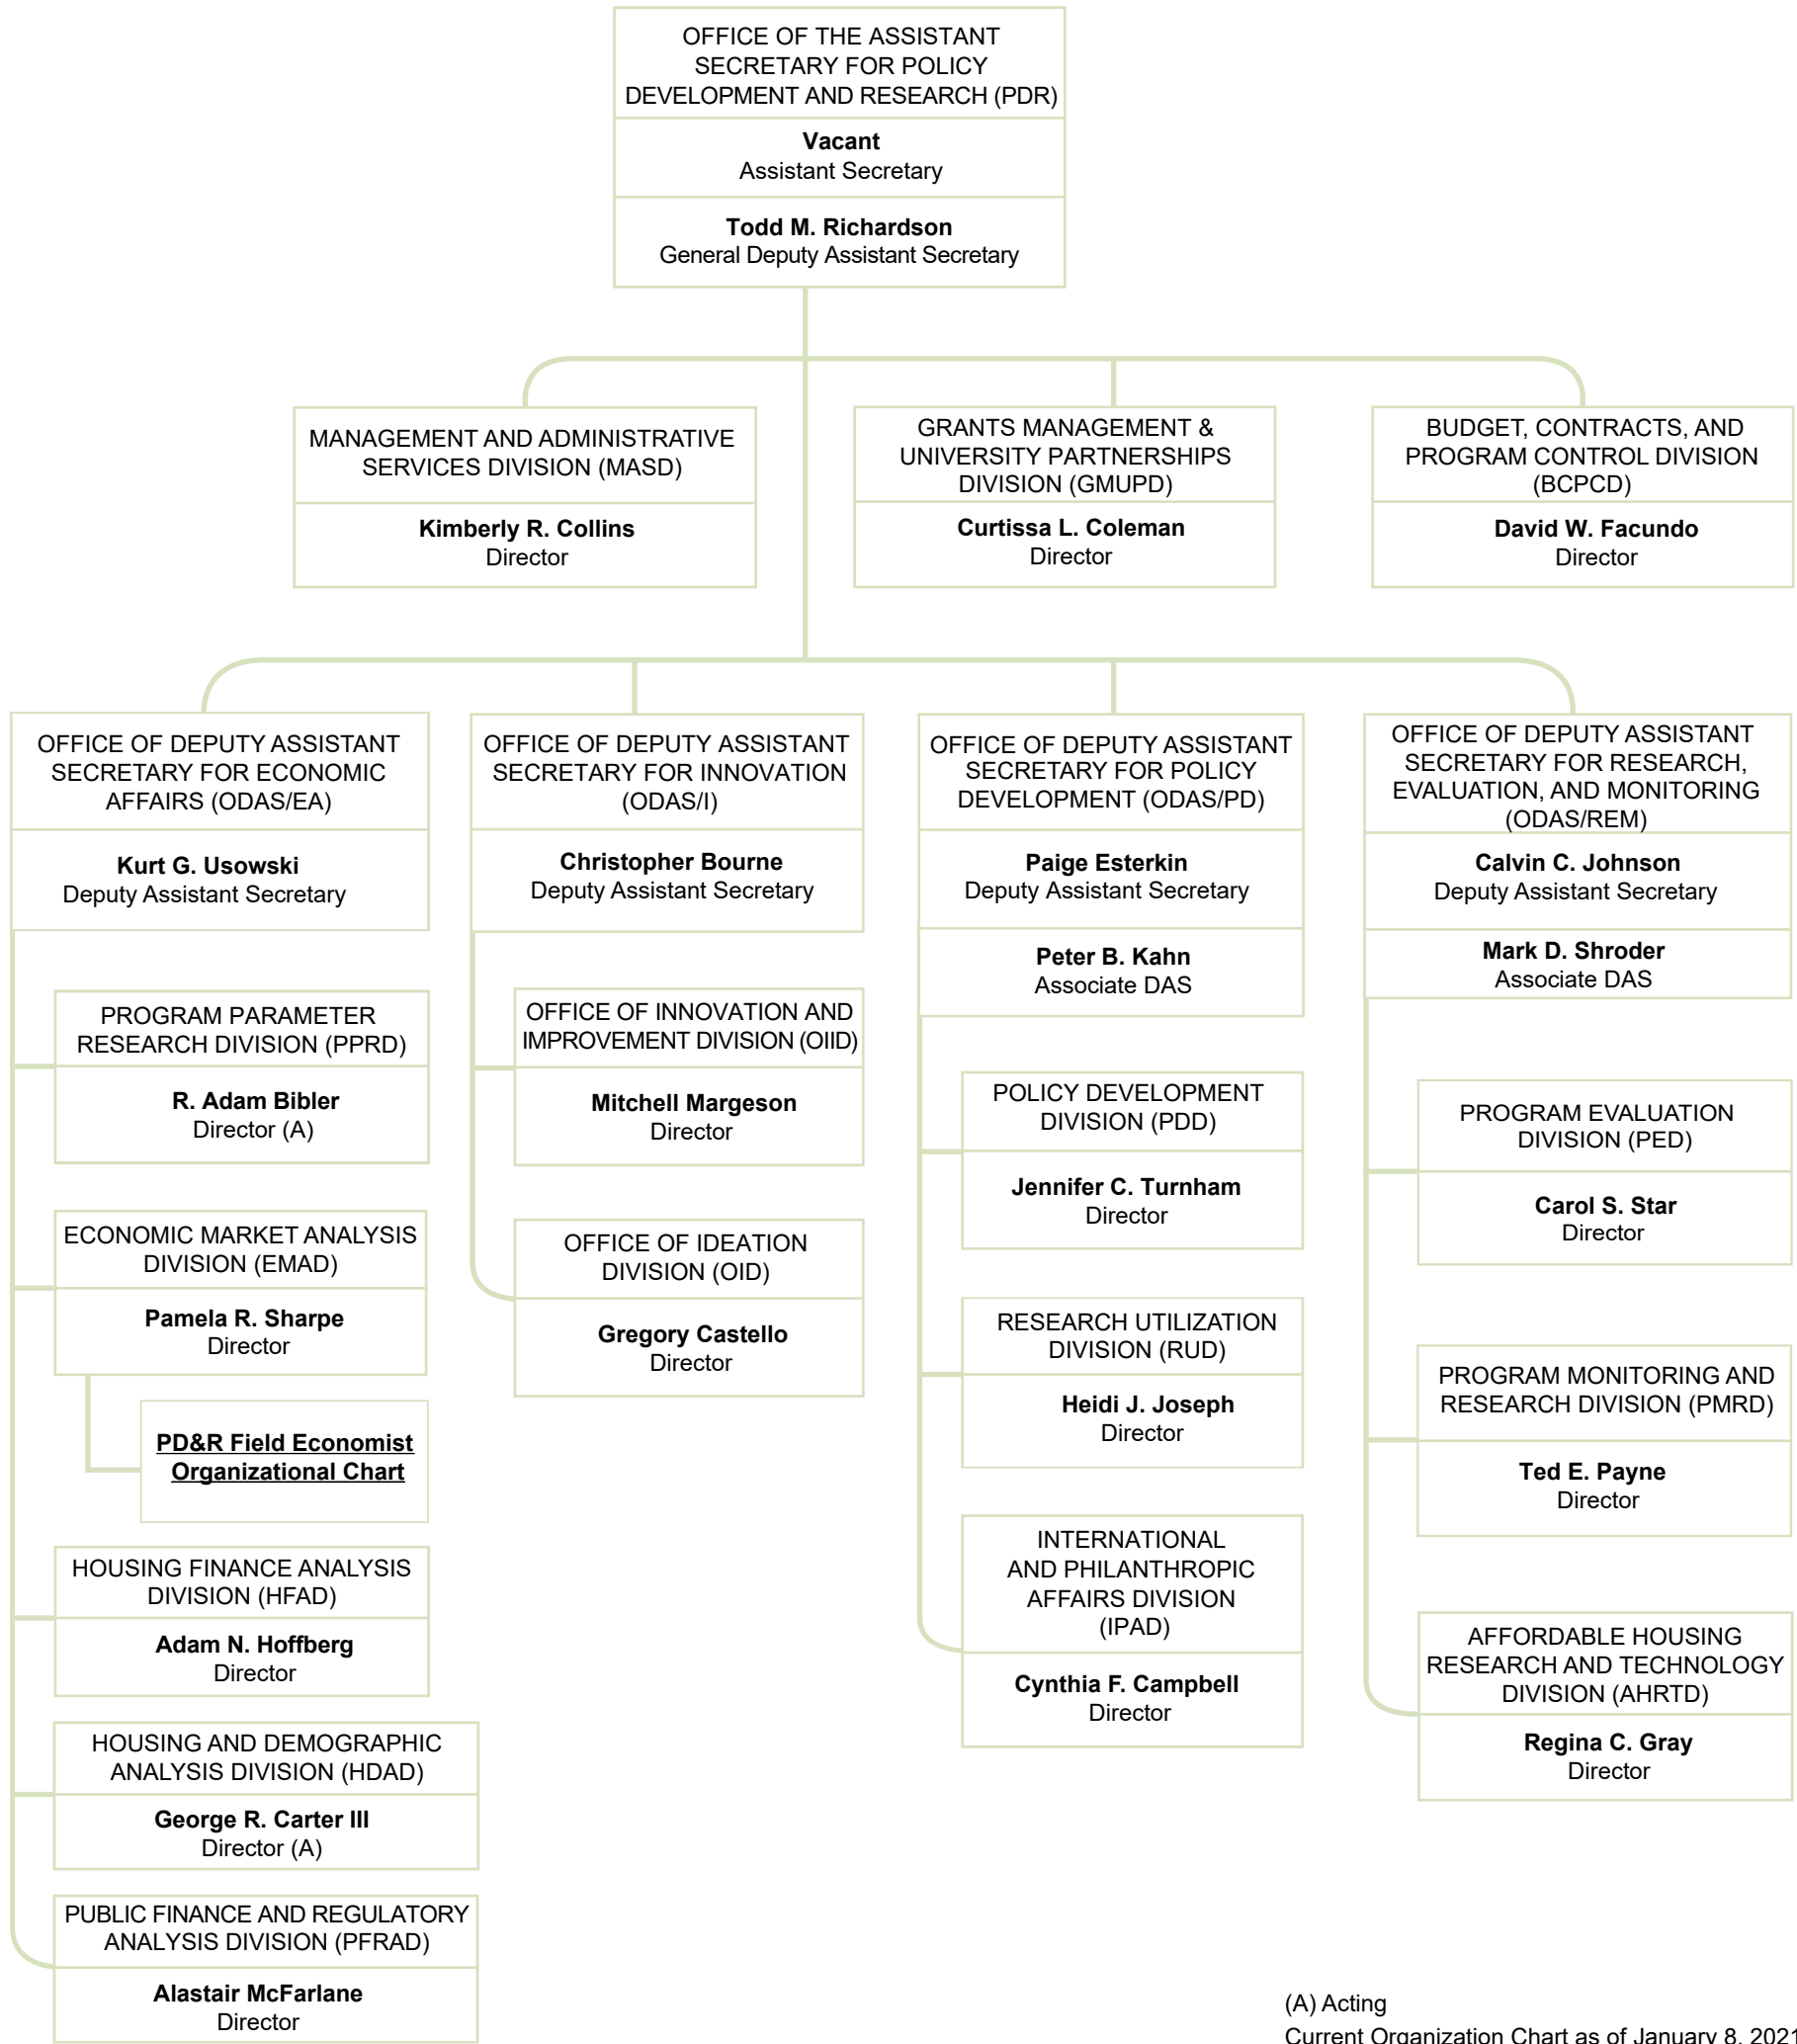 OFFICE OF THE ASSISTANT
SECRETARY FOR POLICY
DEVELOPMENT AND RESEARCH (PDR)
Vacant
Assistant Secretary
Todd M. Richardson
General Deputy Assistant Secretary
MANAGEMENT AND ADMINISTRATIVE
SERVICES DIVISION (MASD)
Kimberly R. Collins
Director
GRANTS MANAGEMENT &
UNIVERSITY PARTNERSHIPS
DIVISION (GMUPD)
Curtissa L. Coleman
Director
BUDGET, CONTRACTS, AND
PROGRAM CONTROL DIVISION
(BCPCD)
David W. Facundo
Director
OFFICE OF DEPUTY ASSISTANT
SECRETARY FOR ECONOMIC
AFFAIRS (ODAS/EA)
Kurt G. Usowski
Deputy Assistant Secretary
PROGRAM PARAMETER
RESEARCH DIVISION (PPRD)
R. Adam Bibler
Director (A)
ECONOMIC MARKET ANALYSIS
DIVISION (EMAD)
Pamela R. Sharpe
Director
PD&R Field Economist
Organizational Chart
HOUSING FINANCE ANALYSIS
DIVISION (HFAD)
Adam N. Hoffberg
Director
HOUSING AND DEMOGRAPHIC
ANALYSIS DIVISION (HDAD)
George R. Carter III
Director (A)
PUBLIC FINANCE AND REGULATORY
ANALYSIS DIVISION (PFRAD)
Alastair McFarlane
Director
OFFICE OF DEPUTY ASSISTANT
SECRETARY FOR INNOVATION
(ODAS/I)
Christopher Bourne
Deputy Assistant Secretary
OFFICE OF INNOVATION AND
IMPROVEMENT DIVISION (OIID)
Mitchell Margeson
Director
OFFICE OF IDEATION
DIVISION (OID)
Gregory Castello
Director
OFFICE OF DEPUTY ASSISTANT
SECRETARY FOR POLICY
DEVELOPMENT (ODAS/PD)
Paige Esterkin
Deputy Assistant Secretary
Peter B. Kahn
Associate DAS
POLICY DEVELOPMENT
DIVISION (PDD)
Jennifer C. Turnham
Director
RESEARCH UTILIZATION
DIVISION (RUD)
Heidi J. Joseph
Director
INTERNATIONAL
AND PHILANTHROPIC
AFFAIRS DIVISION
(IPAD)
Cynthia F. Campbell
Director
OFFICE OF DEPUTY ASSISTANT
SECRETARY FOR RESEARCH,
EVALUATION, AND MONITORING
(ODAS/REM)
Calvin C. Johnson
Deputy Assistant Secretary
Mark D. Shroder
Associate DAS
PROGRAM EVALUATION
DIVISION (PED)
Carol S. Star
Director
PROGRAM MONITORING AND
RESEARCH DIVISION (PMRD)
Ted E. Payne
Director
AFFORDABLE HOUSING
RESEARCH AND TECHNOLOGY
DIVISION (AHRTD)
Regina C. Gray
Director
(A) Acting
Current Organization Chart as of January 8, 2021